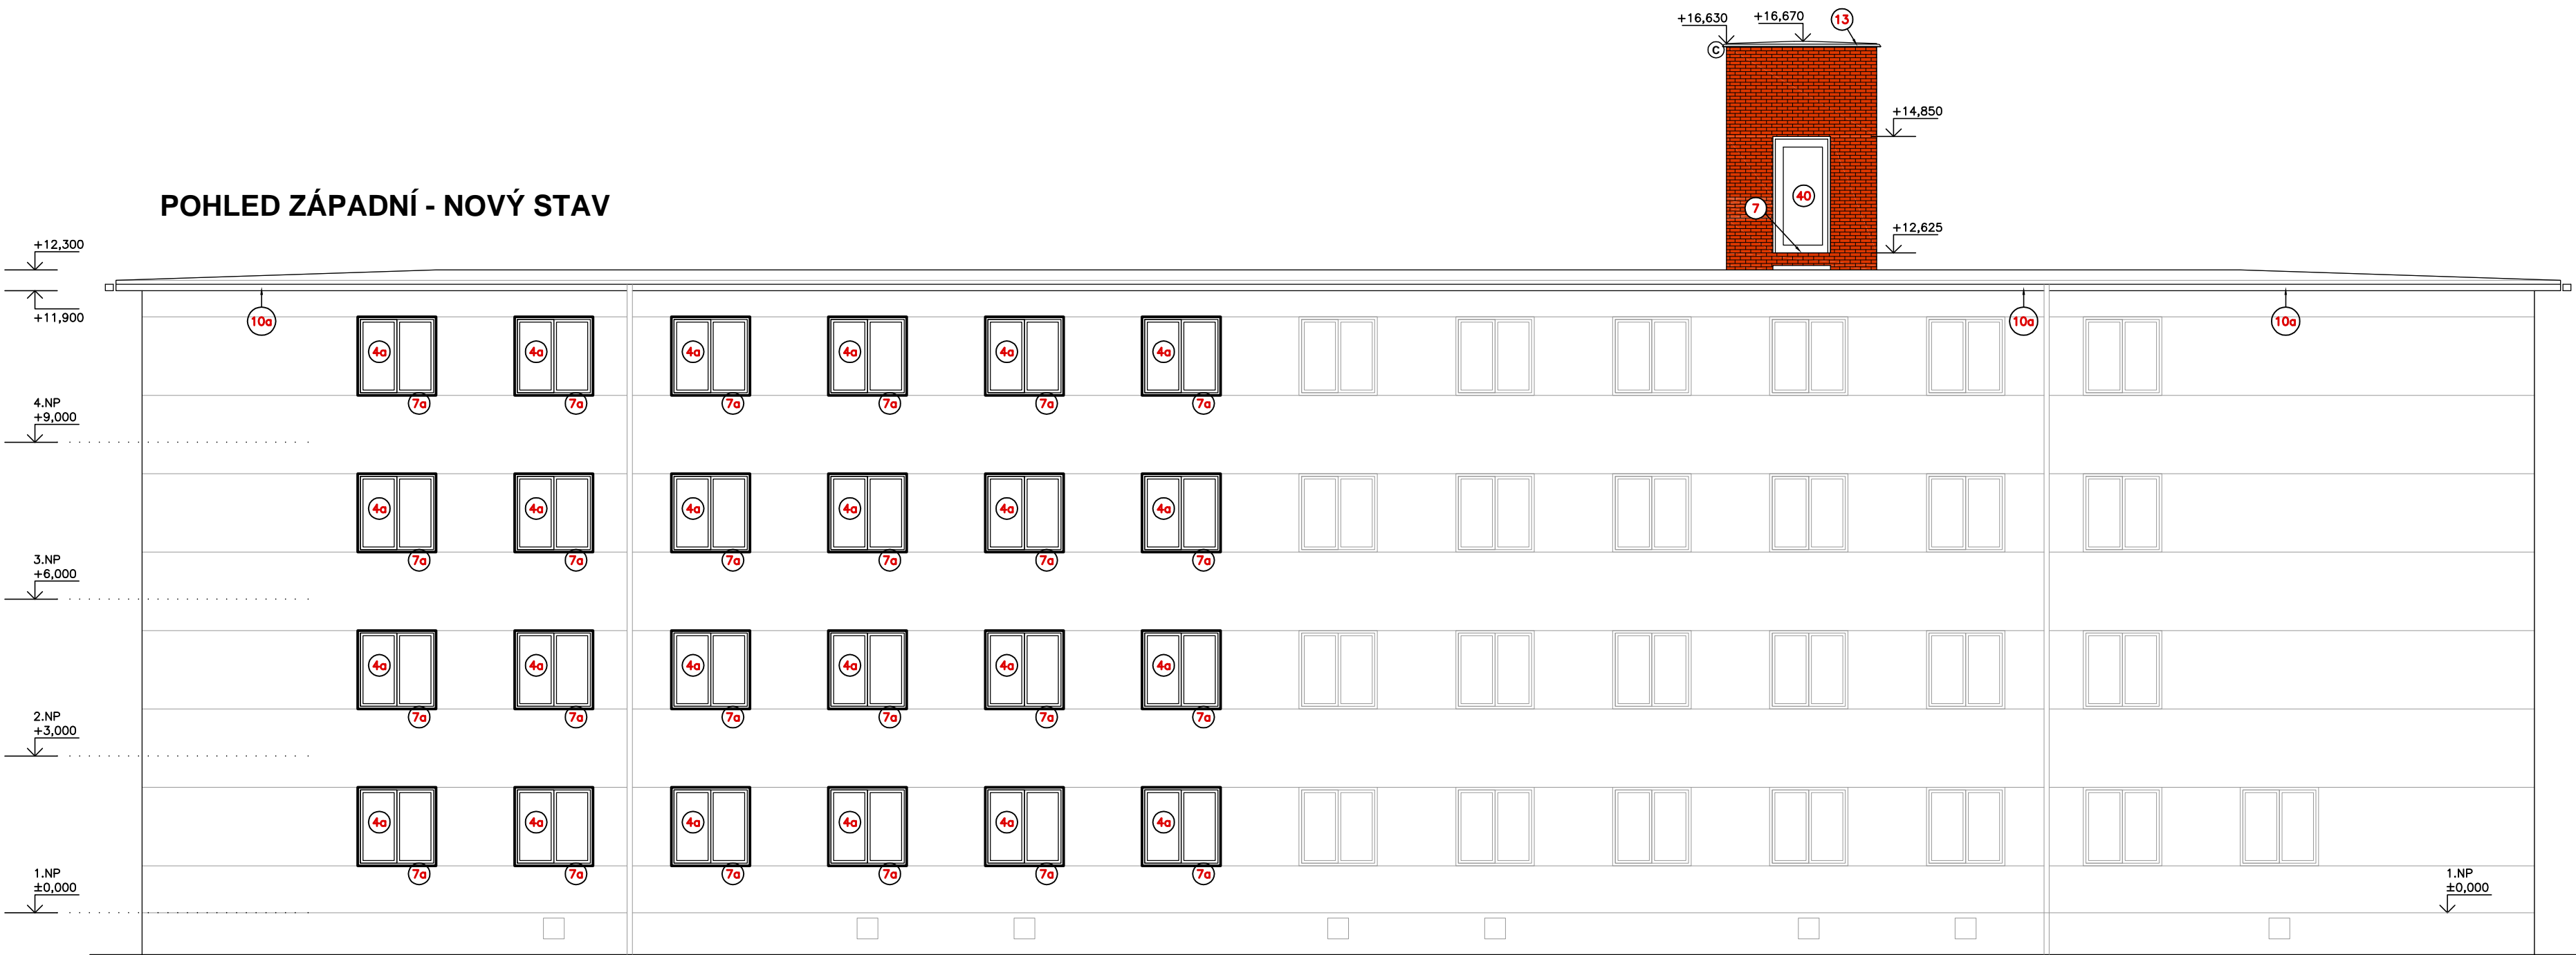 +16,630 +16,670 13
C
+14,850
40
7
POHLED ZÁPADNÍ - NOVÝ STAV
+12,625
+12,300
+11,900
10a 10a 10a
4a 4a 4a 4a 4a 4a
7a 7a 7a 7a 7a 7a
4.NP
+9,000
4a 4a 4a 4a 4a 4a
7a 7a 7a 7a 7a 7a
3.NP
+6,000
4a 4a 4a 4a 4a 4a
7a 7a 7a 7a 7a 7a
2.NP
+3,000
4a 4a 4a 4a 4a 4a
7a 7a 7a 7a 7a 7a
1.NP
±0,000
1.NP
±0,000